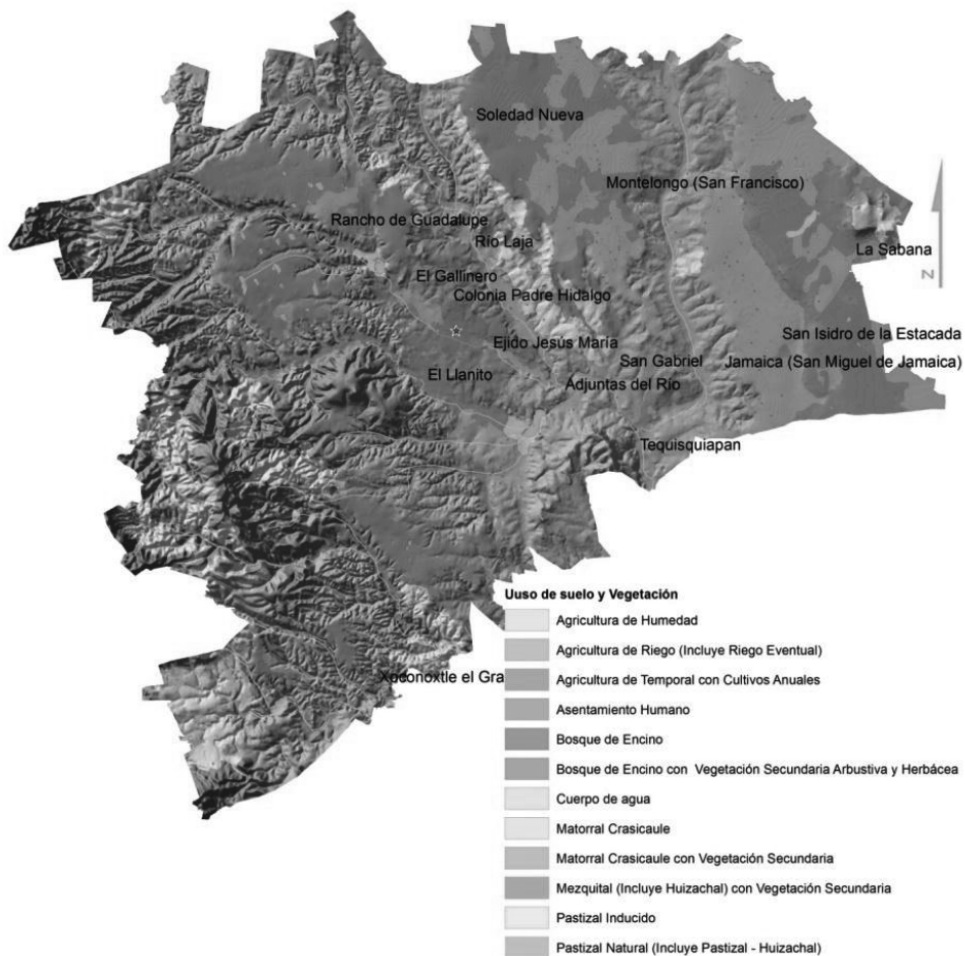 Soledad Nueva
Montelongo (San Francisco)
Rancho de Guadalupe
Río Laja
La Sabana
N
El Gallinero
Colonia Padre Hidalgo
San Isidro de la Estacada
Ejido Jesús María
San Gabriel
Jamaica (San Miguel de Jamaica)
El Llanito
Adjuntas del Río
Tequisquiapan
Xoconoxtle el Gra
Uuso de suelo y Vegetación
Agricultura de Humedad
Agricultura de Riego (Incluye Riego Eventual)
Agricultura de Temporal con Cultivos Anuales
Asentamiento Humano
Bosque de Encino
Bosque de Encino con Vegetación Secundaria Arbustiva y Herbácea
Cuerpo de agua
Matorral Crasicaule
Matorral Crasicaule con Vegetación Secundaria
Mezquital (Incluye Huizachal) con Vegetación Secundaria
Pastizal Inducido
Pastizal Natural (Incluye Pastizal - Huizachal)